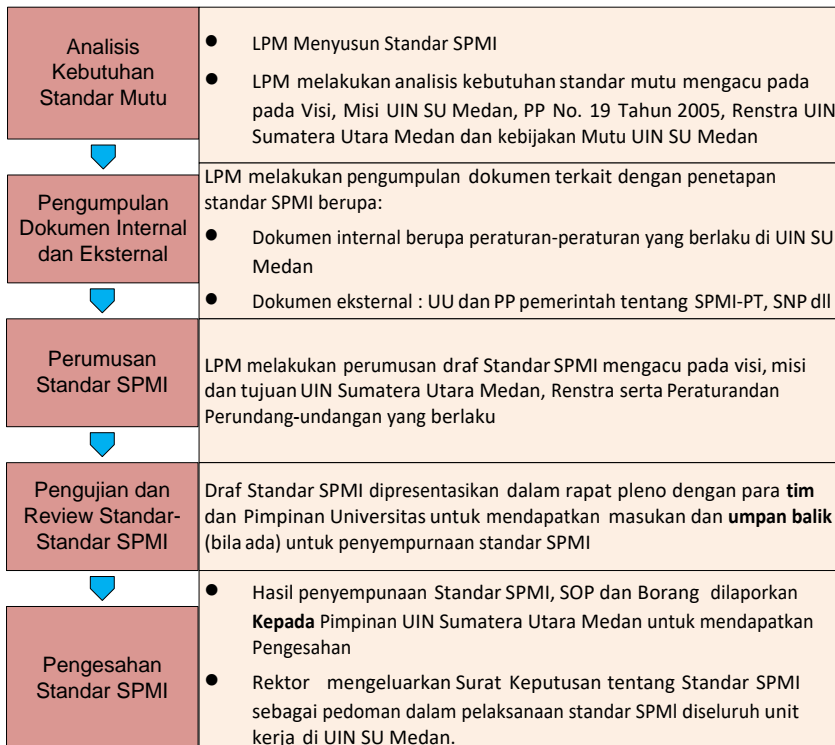 Analisis
Kebutuhan
Standar Mutu
● LPM Menyusun Standar SPMI
● LPM melakukan analisis kebutuhan standar mutu mengacu pada
pada Visi, Misi UIN SU Medan, PP No. 19 Tahun 2005, Renstra UIN
Sumatera Utara Medan dan kebijakan Mutu UIN SU Medan
Pengumpulan
Dokumen Internal
dan Eksternal
LPM melakukan pengumpulan dokumen terkait dengan penetapan
standar SPMI berupa:
● Dokumen internal berupa peraturan-peraturan yang berlaku di UIN SU
Medan
● Dokumen eksternal : UU dan PP pemerintah tentang SPMI-PT, SNP dll
Perumusan
Standar SPMI
LPM melakukan perumusan draf Standar SPMI mengacu pada visi, misi
dan tujuan UIN Sumatera Utara Medan, Renstra serta Peraturandan
Perundang-undangan yang berlaku
Pengujian dan
Review Standar-
Standar SPMI
Draf Standar SPMI dipresentasikan dalam rapat pleno dengan para tim
dan Pimpinan Universitas untuk mendapatkan masukan dan umpan balik
(bila ada) untuk penyempurnaan standar SPMI
Pengesahan
Standar SPMI
● Hasil penyempunaan Standar SPMI, SOP dan Borang dilaporkan
Kepada Pimpinan UIN Sumatera Utara Medan untuk mendapatkan
Pengesahan
● Rektor mengeluarkan Surat Keputusan tentang Standar SPMI
sebagai pedoman dalam pelaksanaan standar SPMl diseluruh unit
kerja di UIN SU Medan.